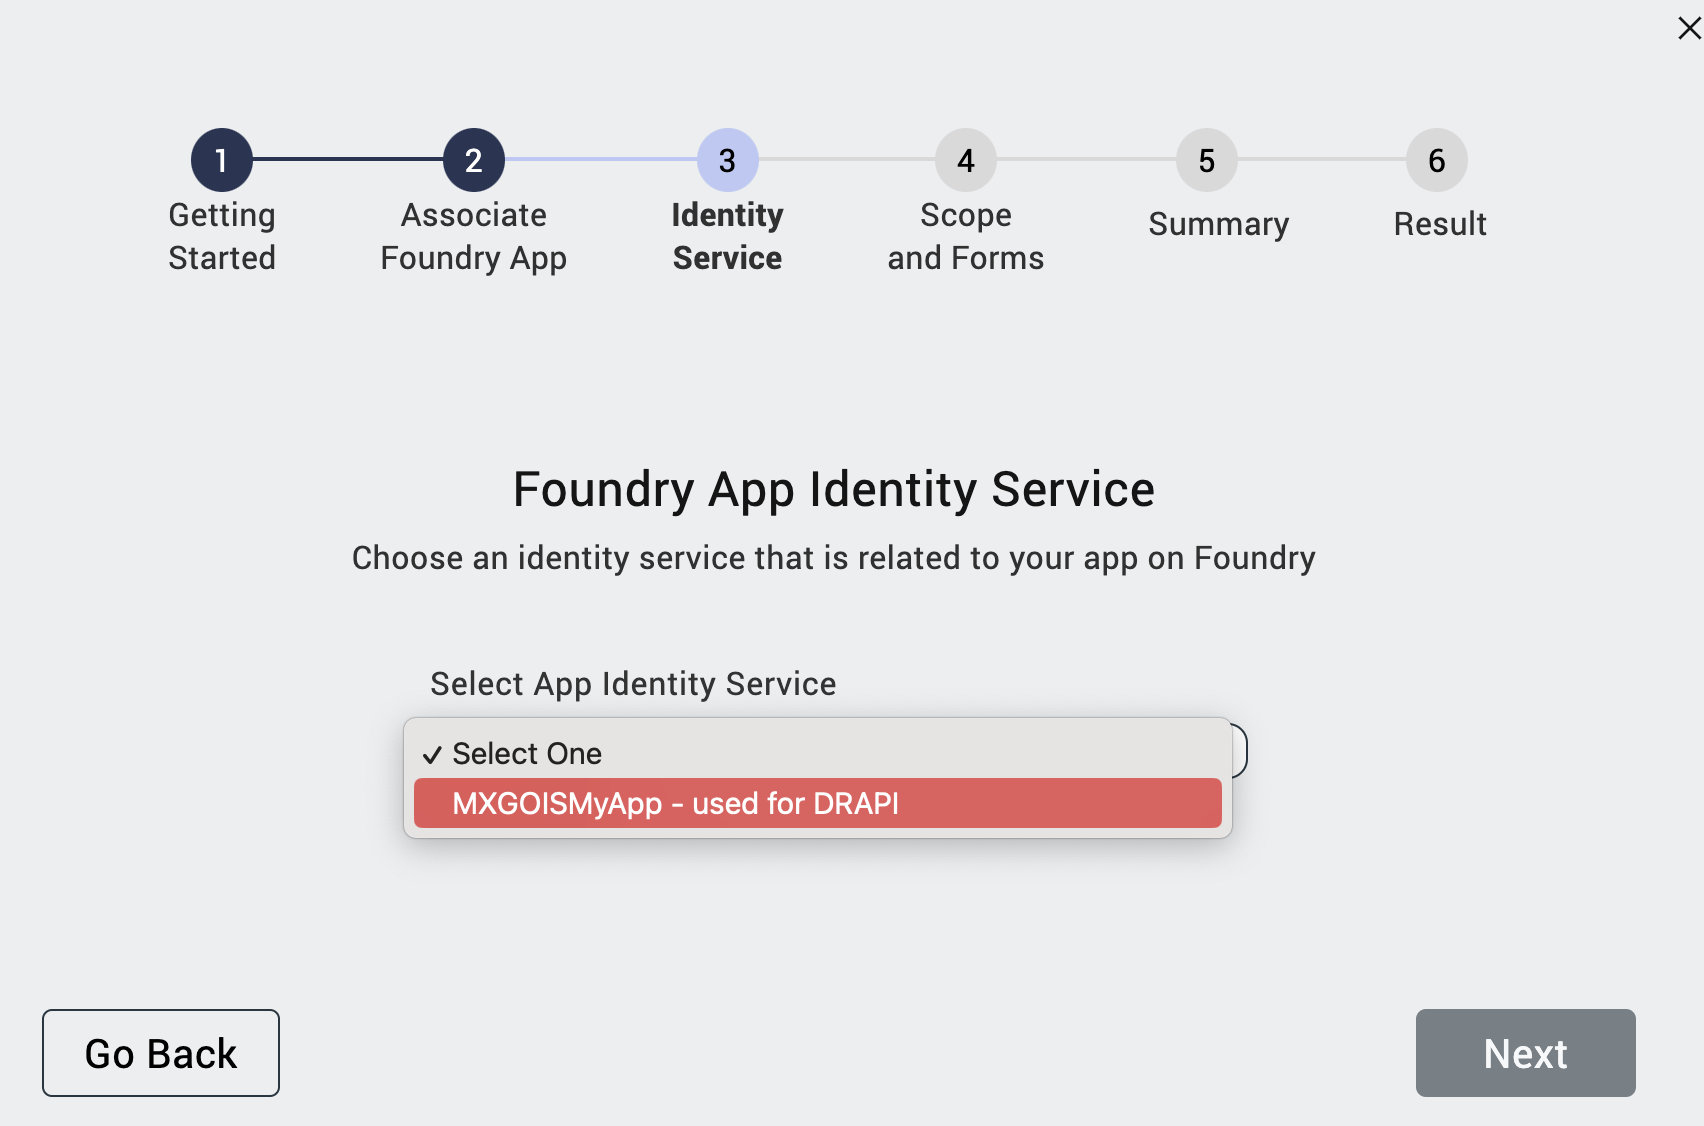 1
Getting
Started
2
Associate
Foundry App
3
Identity
Service
4
Scope
and Forms
5
Summary
6
Result
Foundry App Identity Service
Choose an identity service that is related to your app on Foundry
Select App Identity Service
✓ Select One
MXGOISMyApp - used for DRAPI
Go Back
Next